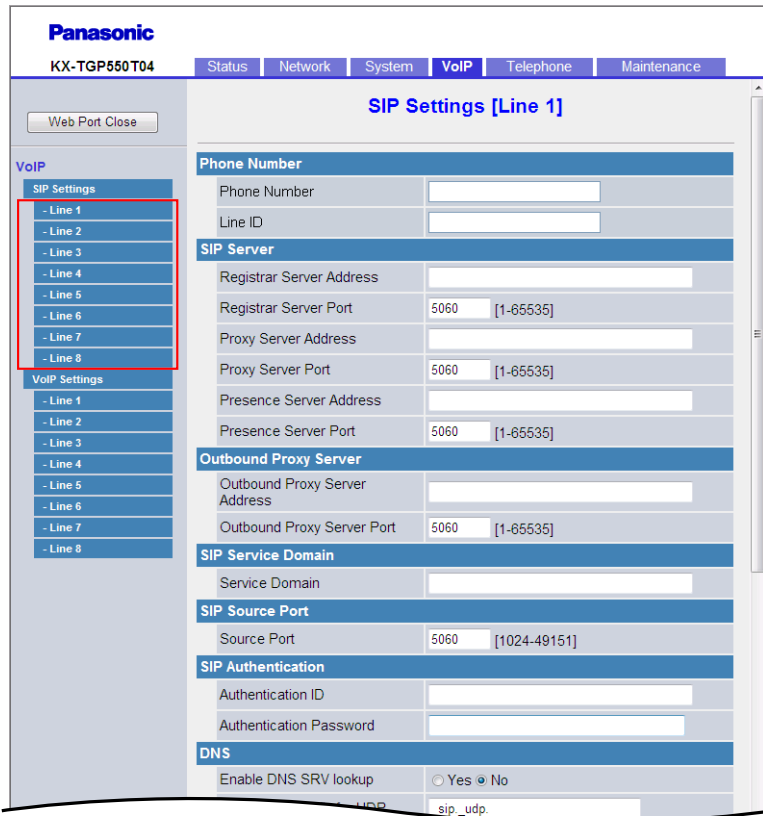 Panasonic
KX-TGP550T04
Status Network System VoIP Telephone Maintenance
Web Port Close
VoIP
SIP Settings
- Line 1
- Line 2
- Line 3
- Line 4
- Line 5
- Line 6
- Line 7
- Line 8
VoIP Settings
- Line 1
- Line 2
- Line 3
- Line 4
- Line 5
- Line 6
- Line 7
- Line 8
SIP Settings [Line 1]
Phone Number
Phone Number
Line ID
SIP Server
Registrar Server Address
Registrar Server Port 5060 [1-65535]
Proxy Server Address
Proxy Server Port 5060 [1-65535]
Presence Server Address
Presence Server Port 5060 [1-65535]
Outbound Proxy Server
Outbound Proxy Server
Address
Outbound Proxy Server Port 5060 [1-65535]
SIP Service Domain
Service Domain
SIP Source Port
Source Port 5060 [1024-49151]
SIP Authentication
Authentication ID
Authentication Password
DNS
Enable DNS SRV lookup Yes No
UDP _sip._udp.